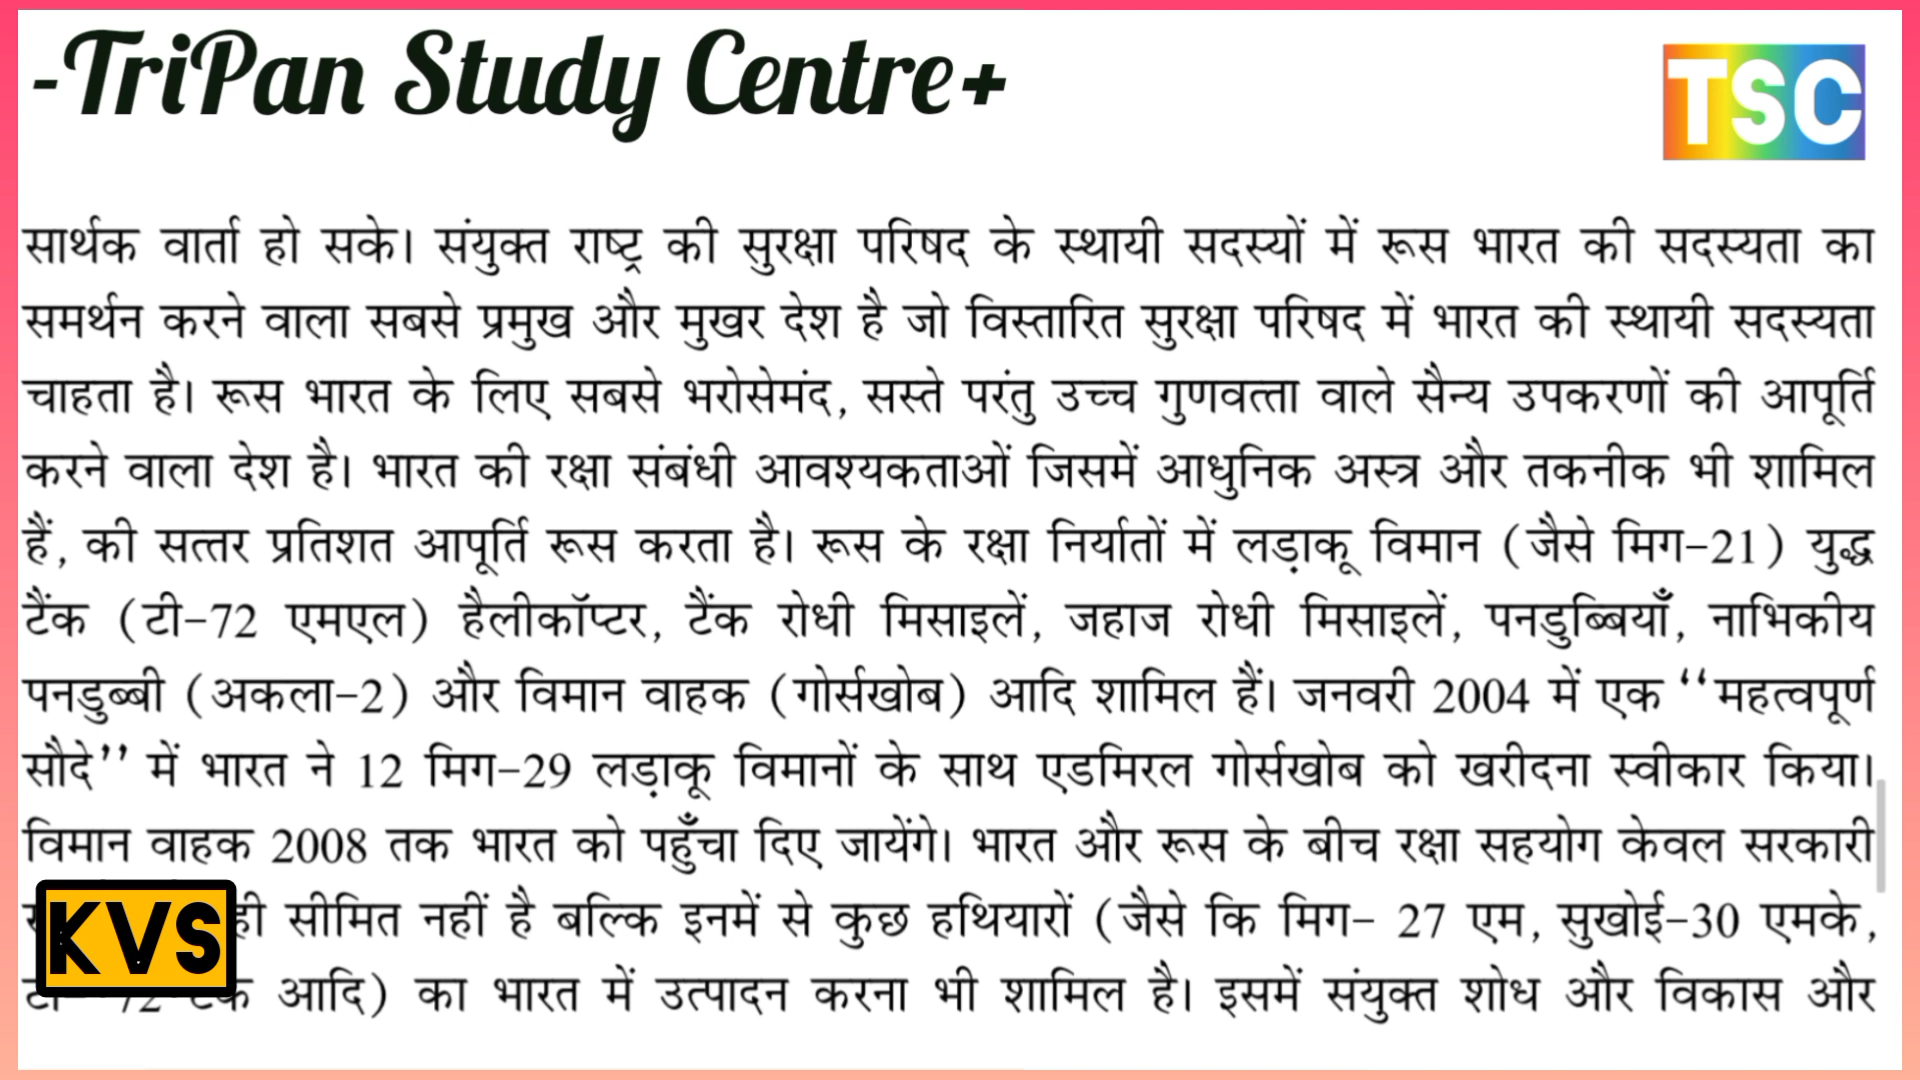 -TriPan Study Centre+
TSC
सार्थक वार्ता हो सके। संयुक्त राष्ट्र की सुरक्षा परिषद के स्थायी सदस्यों में रूस भारत की सदस्यता का
समर्थन करने वाला सबसे प्रमुख और मुखर देश है जो विस्तारित सुरक्षा परिषद में भारत की स्थायी सदस्यता
चाहता है। रूस भारत के लिए सबसे भरोसेमंद, सस्ते परंतु उच्च गुणवत्ता वाले सैन्य उपकरणों की आपूर्ति
करने वाला देश है। भारत की रक्षा संबंधी आवश्यकताओं जिसमें आधुनिक अस्त्र और तकनीक भी शामिल
हैं, की सत्तर प्रतिशत आपूर्ति रूस करता है। रूस के रक्षा निर्यातों में लड़ाकू विमान (जैसे मिग-21) युद्ध
टैंक (टी-72 एमएल) हैलीकॉप्टर, टैंक रोधी मिसाइलें, जहाज रोधी मिसाइलें, पनडुब्बियाँ, नाभिकीय
पनडुब्बी (अकला-2) और विमान वाहक (गोर्सखोब) आदि शामिल हैं। जनवरी 2004 में एक “महत्वपूर्ण
सौदे” में भारत ने 12 मिग-29 लड़ाकू विमानों के साथ एडमिरल गोर्सखोब को खरीदना स्वीकार किया।
विमान वाहक 2008 तक भारत को पहुँचा दिए जायेंगे। भारत और रूस के बीच रक्षा सहयोग केवल सरकारी
ही सीमित नहीं है बल्कि इनमें से कुछ हथियारों (जैसे कि मिग- 27 एम, सुखोई-30 एमके,
KVS
आदि) का भारत में उत्पादन करना भी शामिल है। इसमें संयुक्त शोध और विकास और